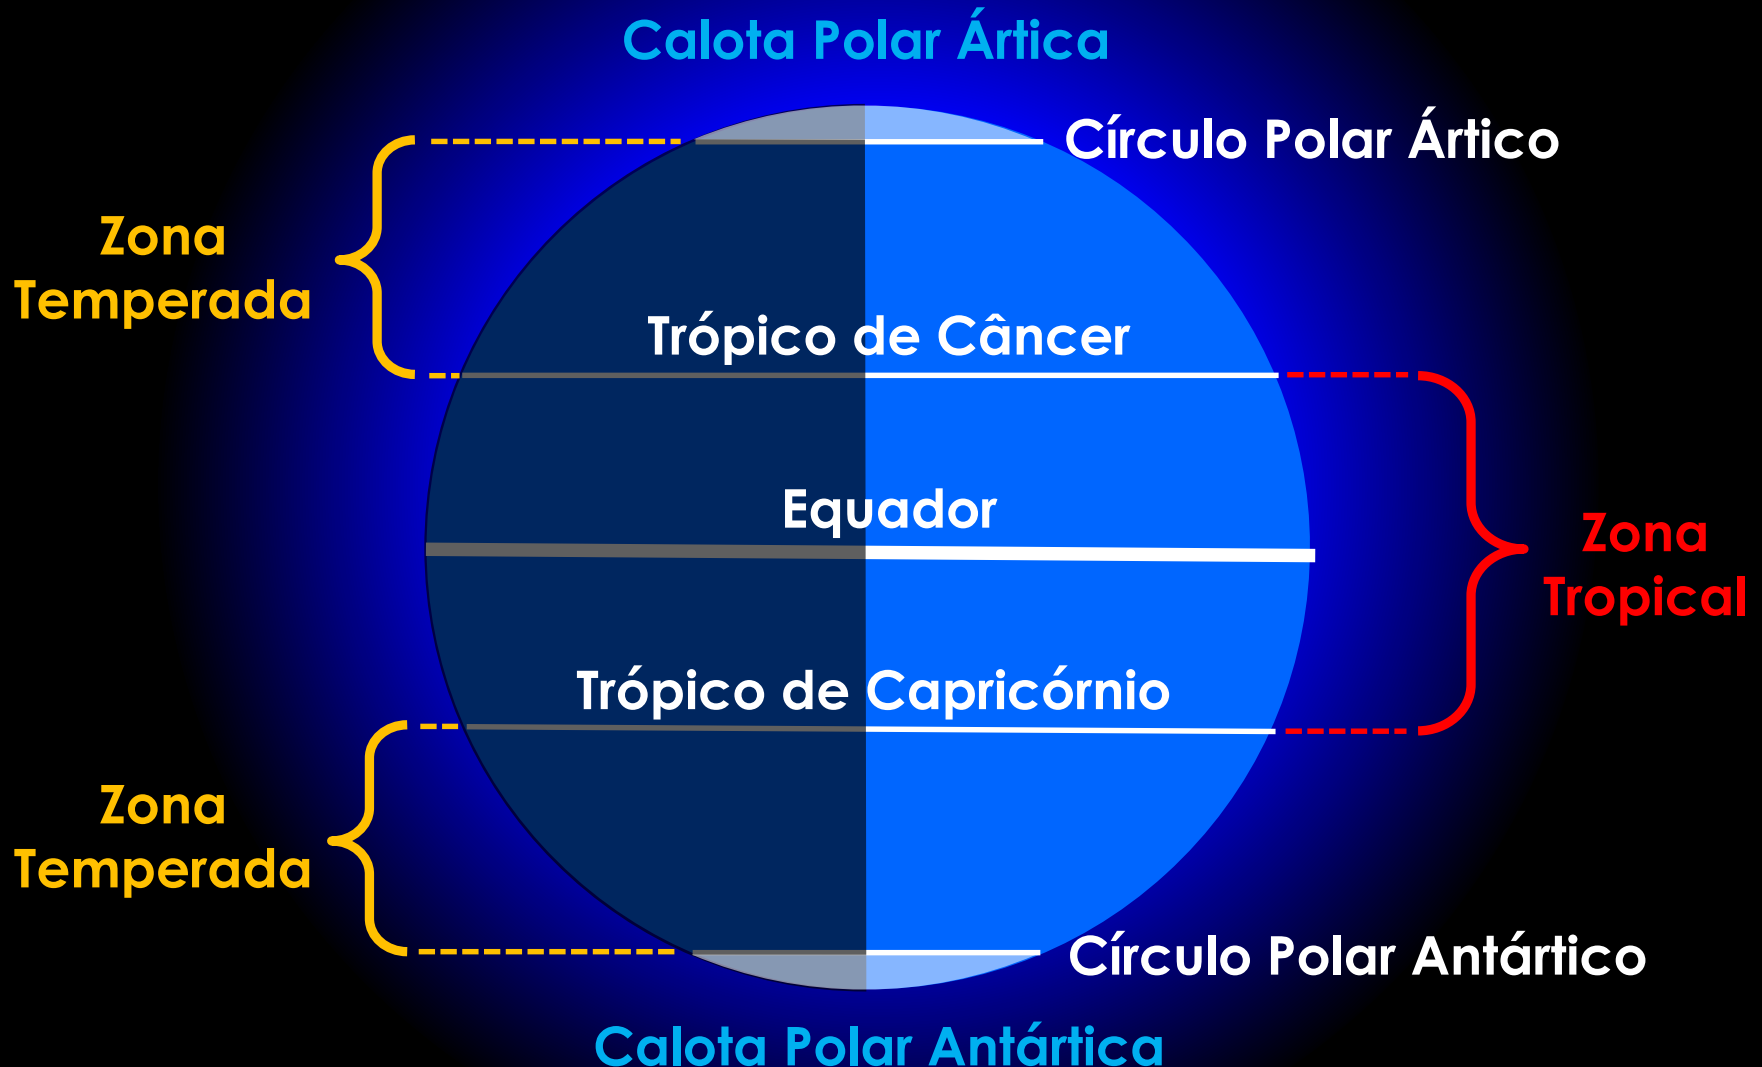 Calota Polar Ártica
Círculo Polar Ártico
Zona
Temperada
Trópico de Câncer
Equador
Zona
Tropical
Trópico de Capricórnio
Zona
Temperada
Círculo Polar Antártico
Calota Polar Antártica